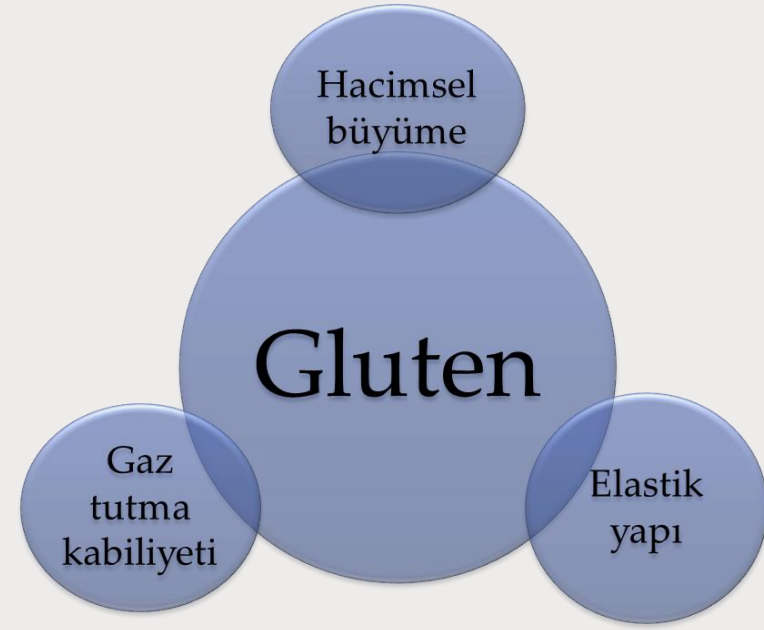 Hacimsel
büyüme
Gluten
Gaz
tutma
kabiliyeti
Elastik
yapı